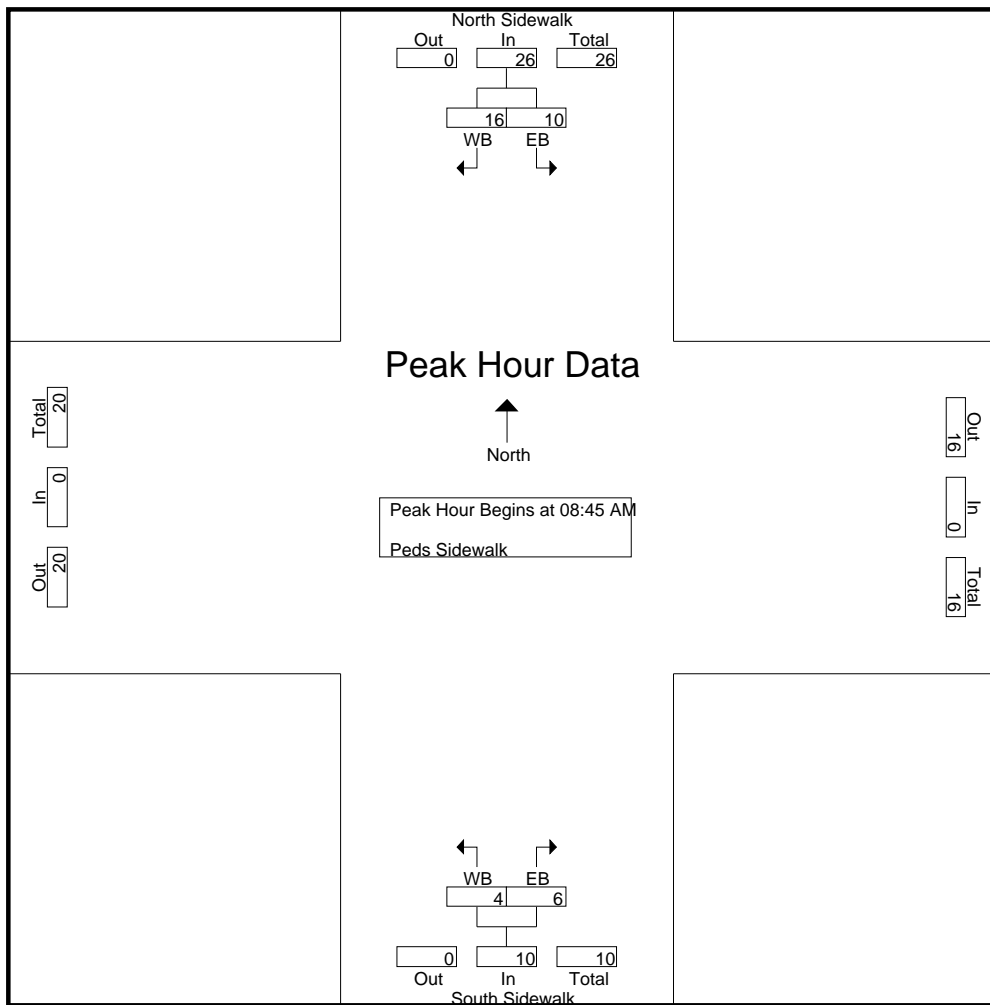 North Sidewalk
Out In Total
0 26 26
16 10
WB EB
Peak Hour Data
North
Peak Hour Begins at 08:45 AM
Peds Sidewalk
Total 20
In 0
Out 20
Out 16
In 0
Total 16
WB EB
4 6
0 10 10
Out In Total
South Sidewalk